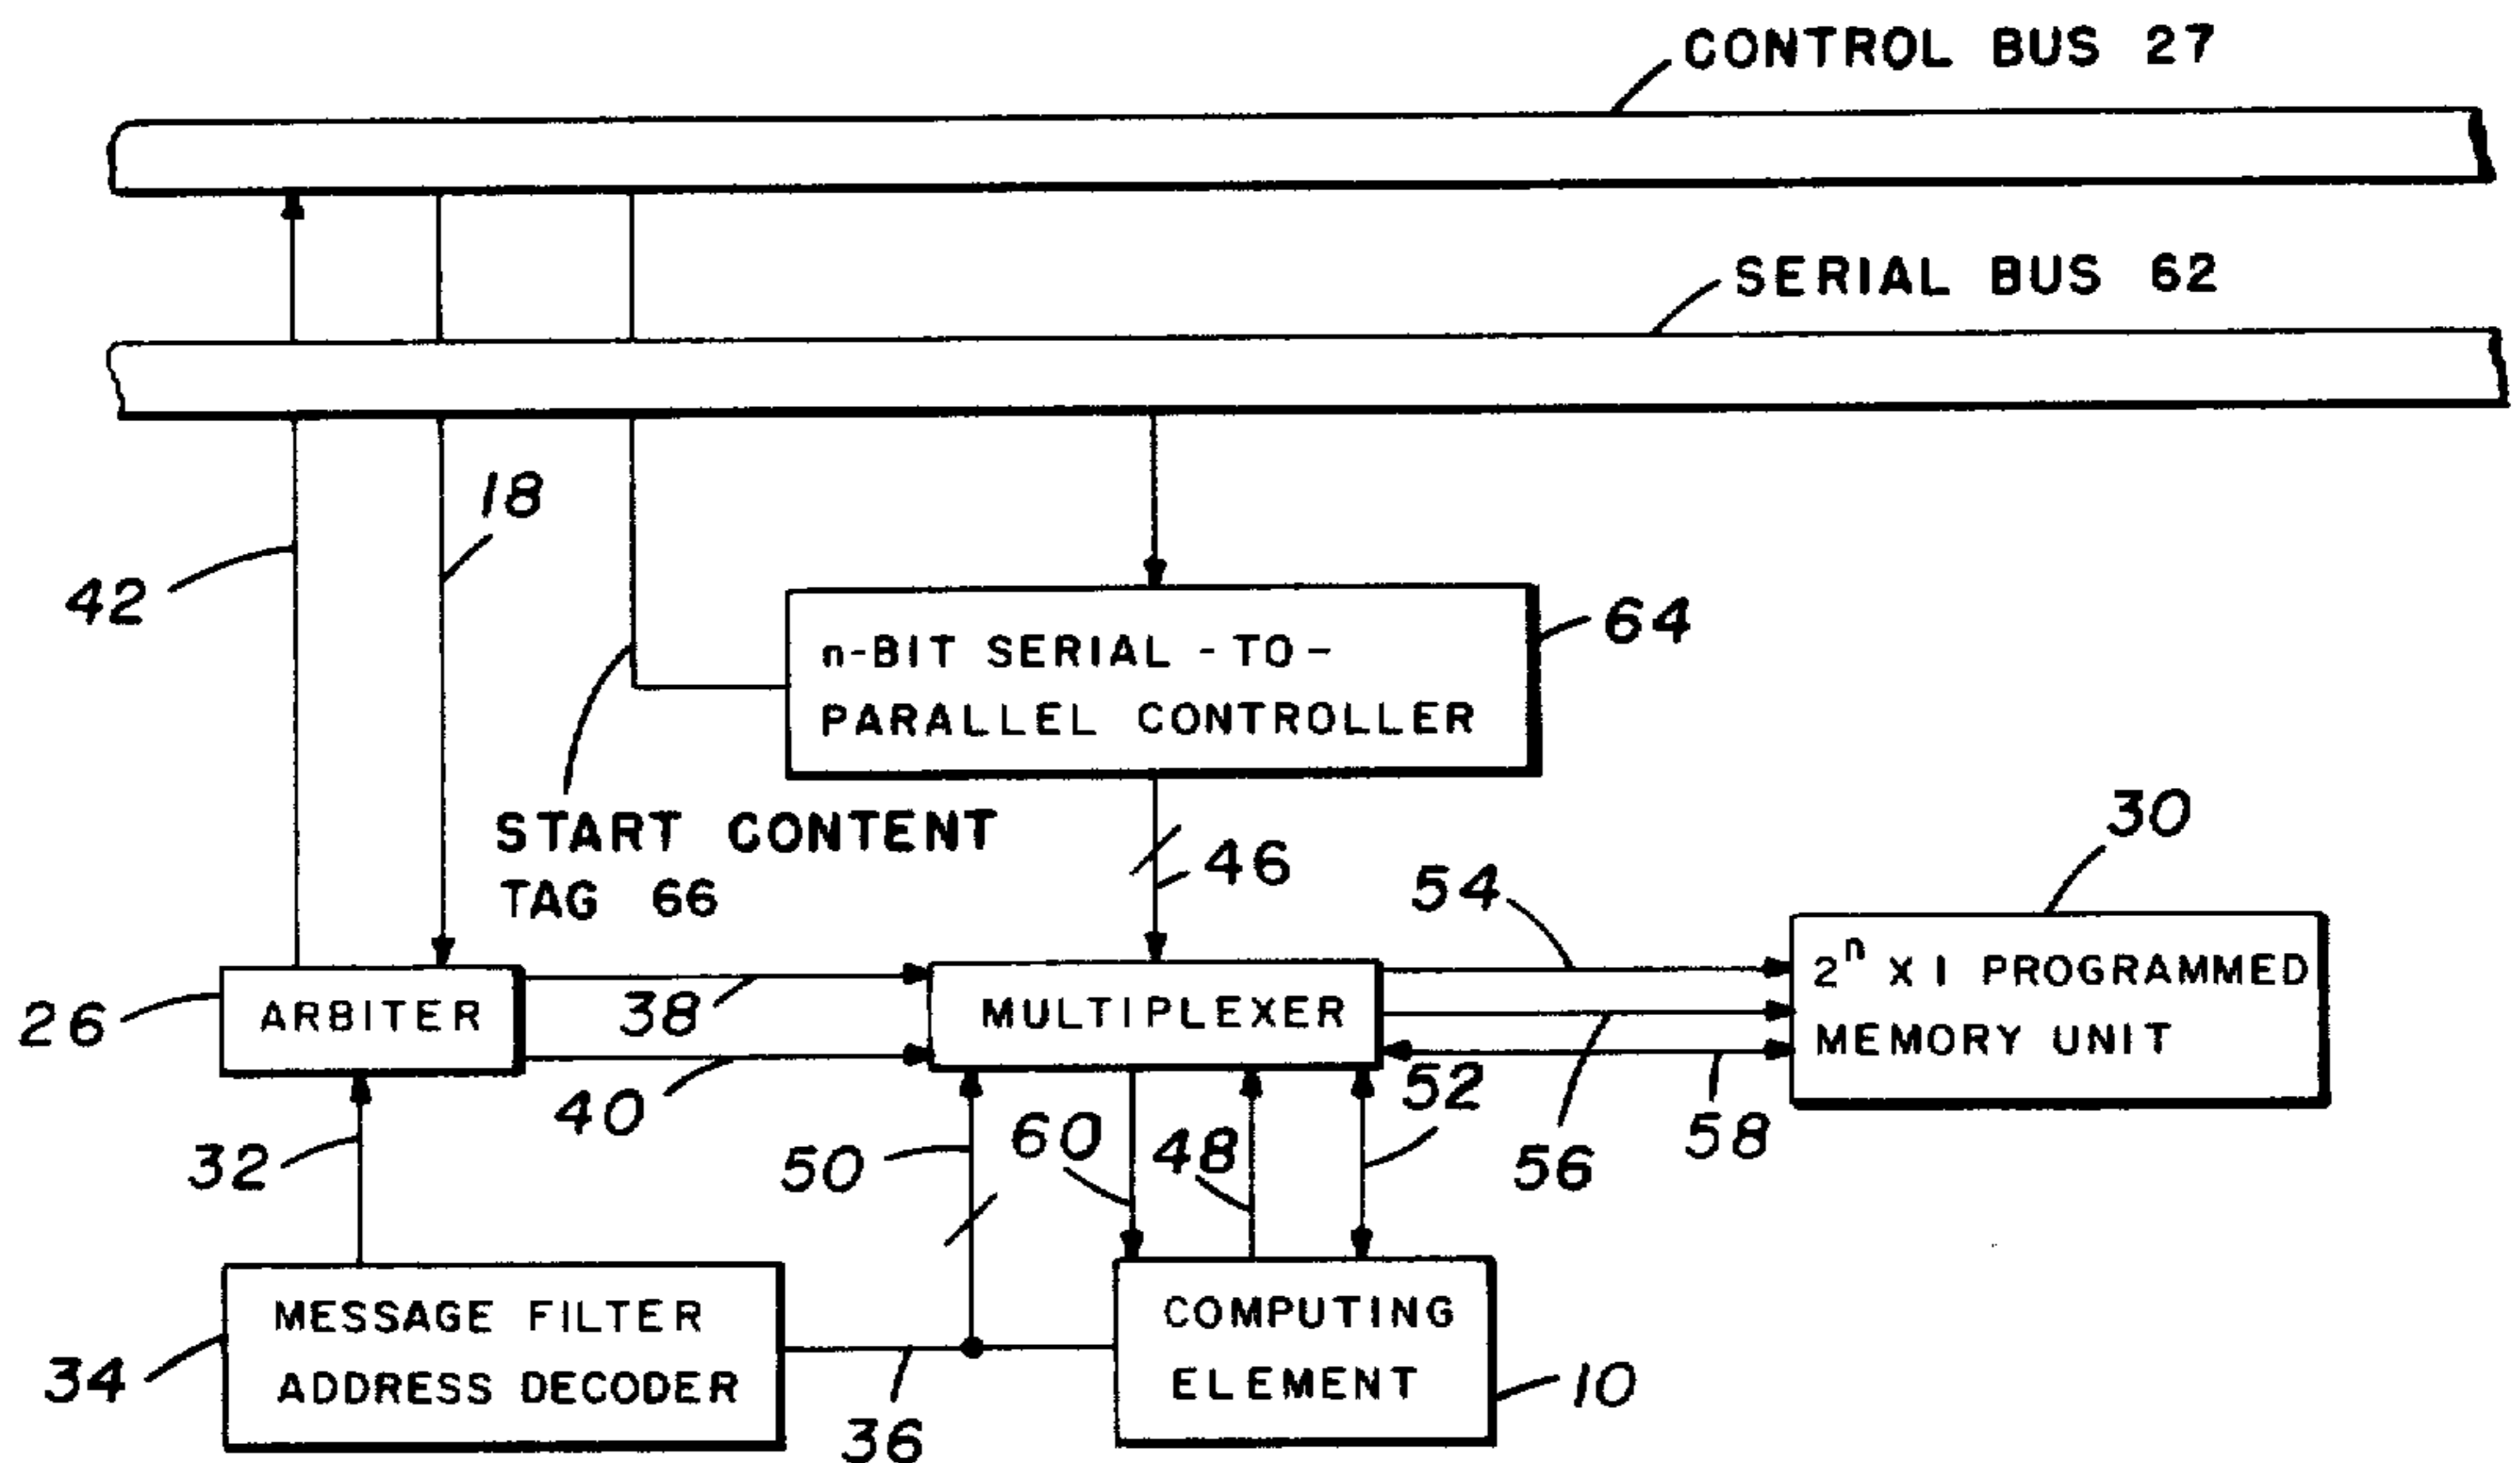 CONTROL BUS 27
SERIAL BUS 62
18
42
64
n-BIT SERIAL -TO-
PARALLEL CONTROLLER
START CONTENT
TAG 66
46
30
54
2ⁿ X 1 PROGRAMMED
MEMORY UNIT
26
ARBITER
38
MULTIPLEXER
40
52
32
50
60
48
56
58
MESSAGE FILTER
ADDRESS DECODER
34
36
COMPUTING
ELEMENT
10